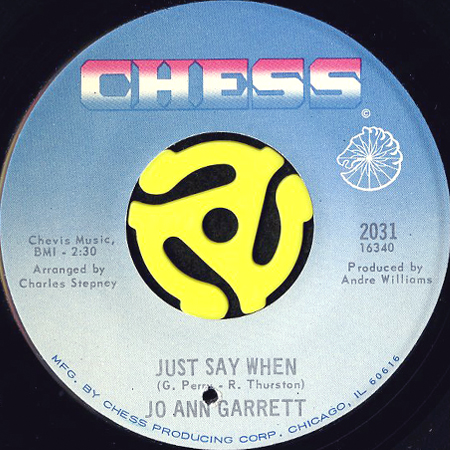 CHESS
©
2031
16340
Chevis Music,
BMI - 2:30
Arranged by
Charles Stepney
Produced by
Andre Williams
JUST SAY WHEN
(G. Perry - R. Thurston)
JO ANN GARRETT
MFG. BY CHESS PRODUCING CORP. CHICAGO, IL 60616